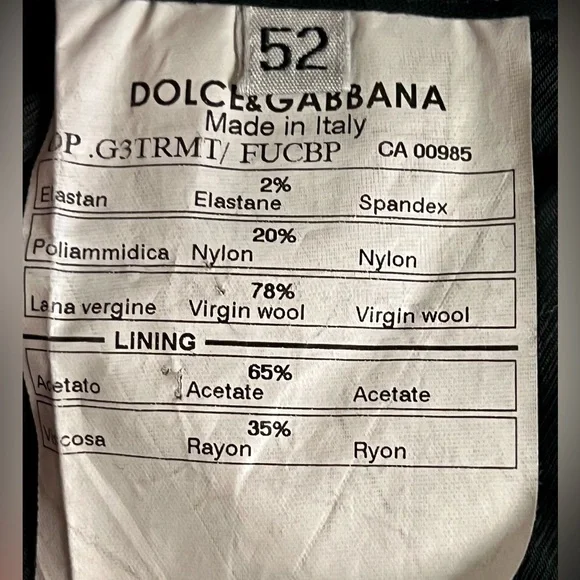 52
DOLCE&GABBANA
Made in Italy
DP .G3TRMT/ FUCBP CA 00985
2%
Elastan Elastane Spandex
20%
Poliammidica Nylon Nylon
78%
Lana vergine Virgin wool Virgin wool
LINING
65%
Acetato Acetate Acetate
35%
Viscosa Rayon Ryon